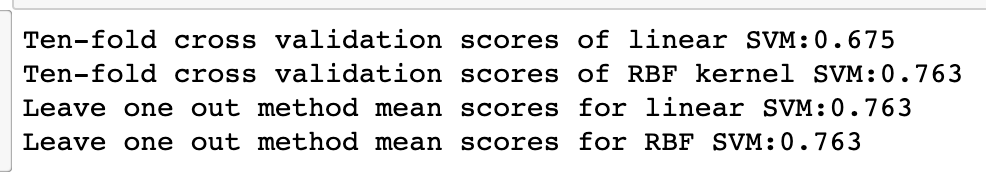 Ten-fold cross validation scores of linear SVM:0.675
Ten-fold cross validation scores of RBF kernel SVM:0.763
Leave one out method mean scores for linear SVM:0.763
Leave one out method mean scores for RBF SVM:0.763